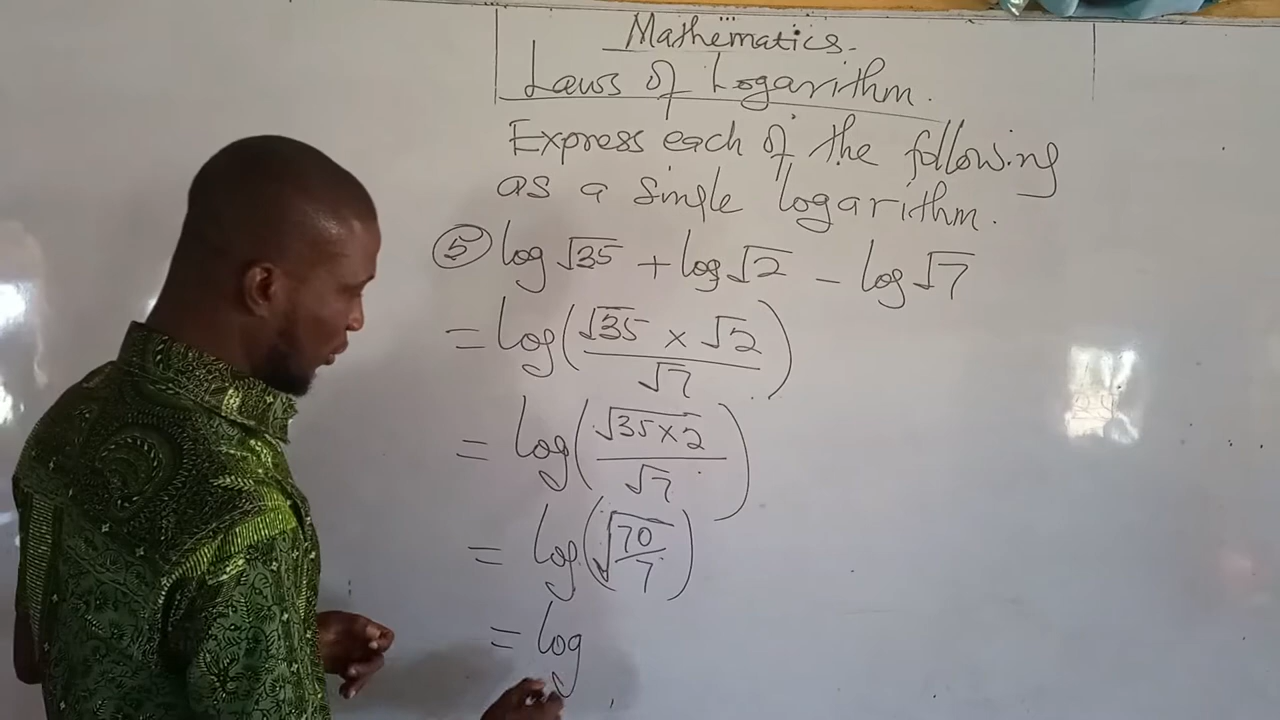 Mathematics.
Laws of Logarithm.
Express each of the following
as a single logarithm.
⑤ log √35 + log √2 − log √7
= log(√35 × √2 / √7)
= log(√35×2 / √7)
= log(√70/7)
= log